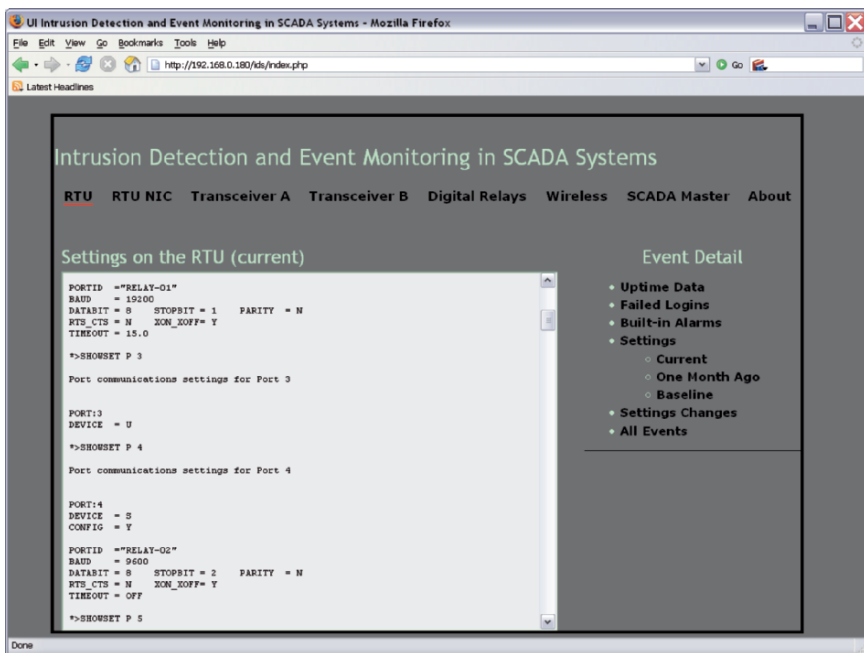 UI Intrusion Detection and Event Monitoring in SCADA Systems - Mozilla Firefox
File Edit View Go Bookmarks Tools Help
http://192.168.0.180/ids/index.php
Go
Latest Headlines
Intrusion Detection and Event Monitoring in SCADA Systems
RTU RTU NIC Transceiver A Transceiver B Digital Relays Wireless SCADA Master About
Settings on the RTU (current)
PORTID ="RELAY-01"
BAUD = 19200
DATABIT = 8 STOPBIT = 1 PARITY = N
RTS_CTS = N XON_XOFF= Y
TIMEOUT = 15.0
*>SHOWSET P 3
Port communications settings for Port 3
PORT:3
DEVICE = U
*>SHOWSET P 4
Port communications settings for Port 4
PORT:4
DEVICE = S
CONFIG = Y
PORTID ="RELAY-02"
BAUD = 9600
DATABIT = 8 STOPBIT = 2 PARITY = N
RTS_CTS = N XON_XOFF= Y
TIMEOUT = OFF
*>SHOWSET P 5
Event Detail
Uptime Data
Failed Logins
Built-in Alarms
Settings
Current
One Month Ago
Baseline
Settings Changes
All Events
Done